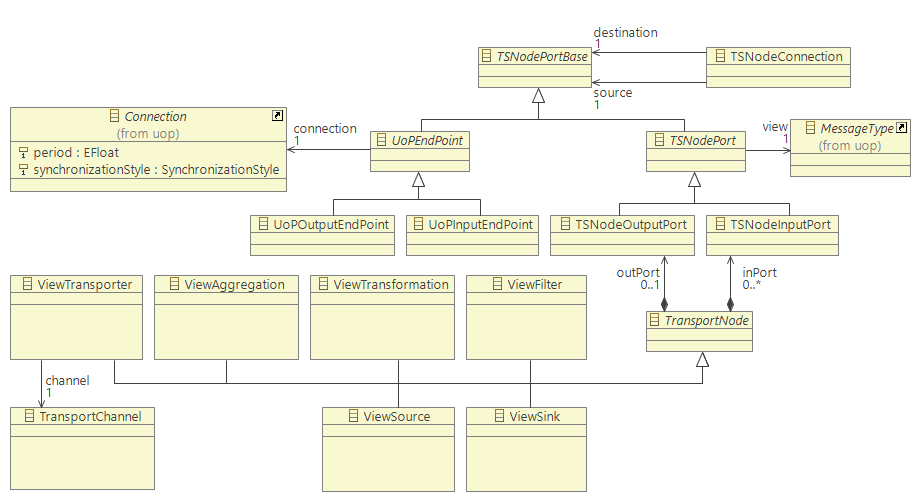 destination
1
TSNodePortBase
TSNodeConnection
source
1
Connection
(from uop)
period : EFloat
synchronizationStyle : SynchronizationStyle
connection
1
UoPEndPoint
TSNodePort
view
1
MessageType
(from uop)
UoPOutputEndPoint
UoPInputEndPoint
TSNodeOutputPort
TSNodeInputPort
outPort
0..1
inPort
0..*
ViewTransporter
ViewAggregation
ViewTransformation
ViewFilter
TransportNode
channel
1
TransportChannel
ViewSource
ViewSink